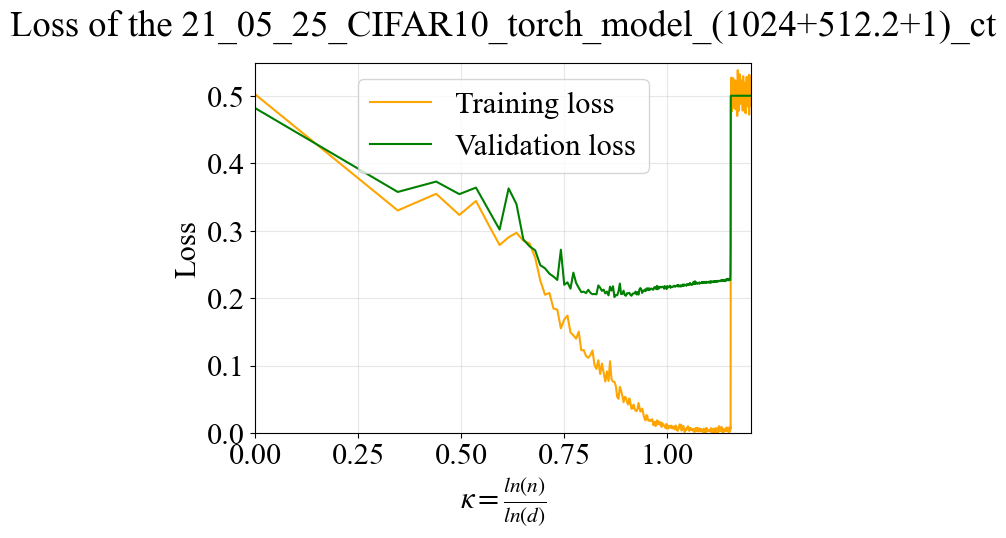 Loss of the 21_05_25_CIFAR10_torch_model_(1024+512.2+1)_ct
Training loss
Validation loss
Loss
0.5
0.4
0.3
0.2
0.1
0.0
0.00 0.25 0.50 0.75 1.00
κ = ln(n)/ln(d)